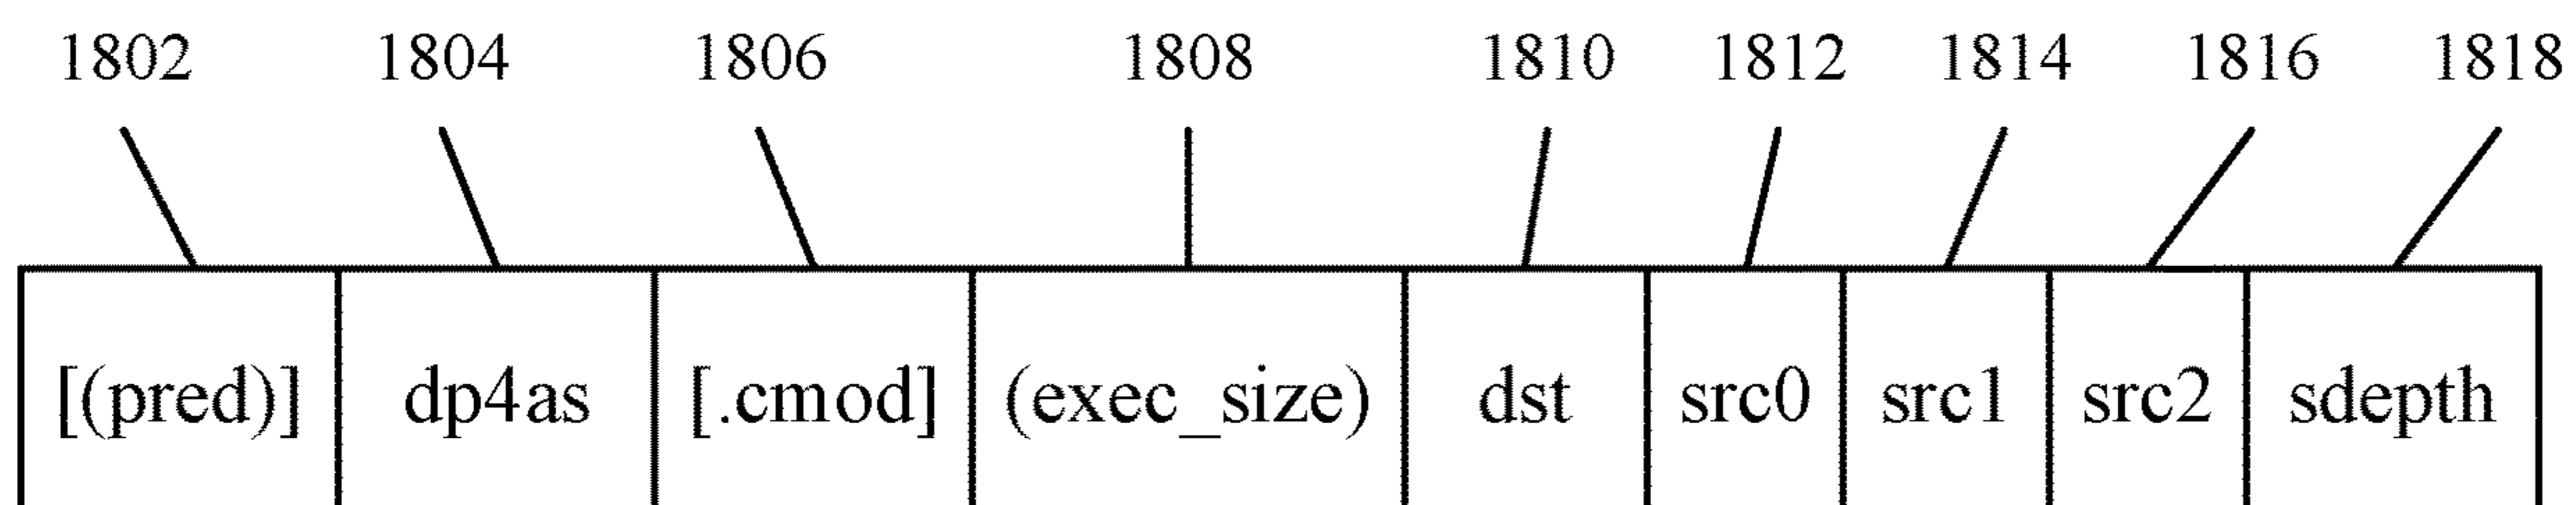 1802 1804 1806 1808 1810 1812 1814 1816 1818
[(pred)] dp4as [.cmod] (exec_size) dst src0 src1 src2 sdepth